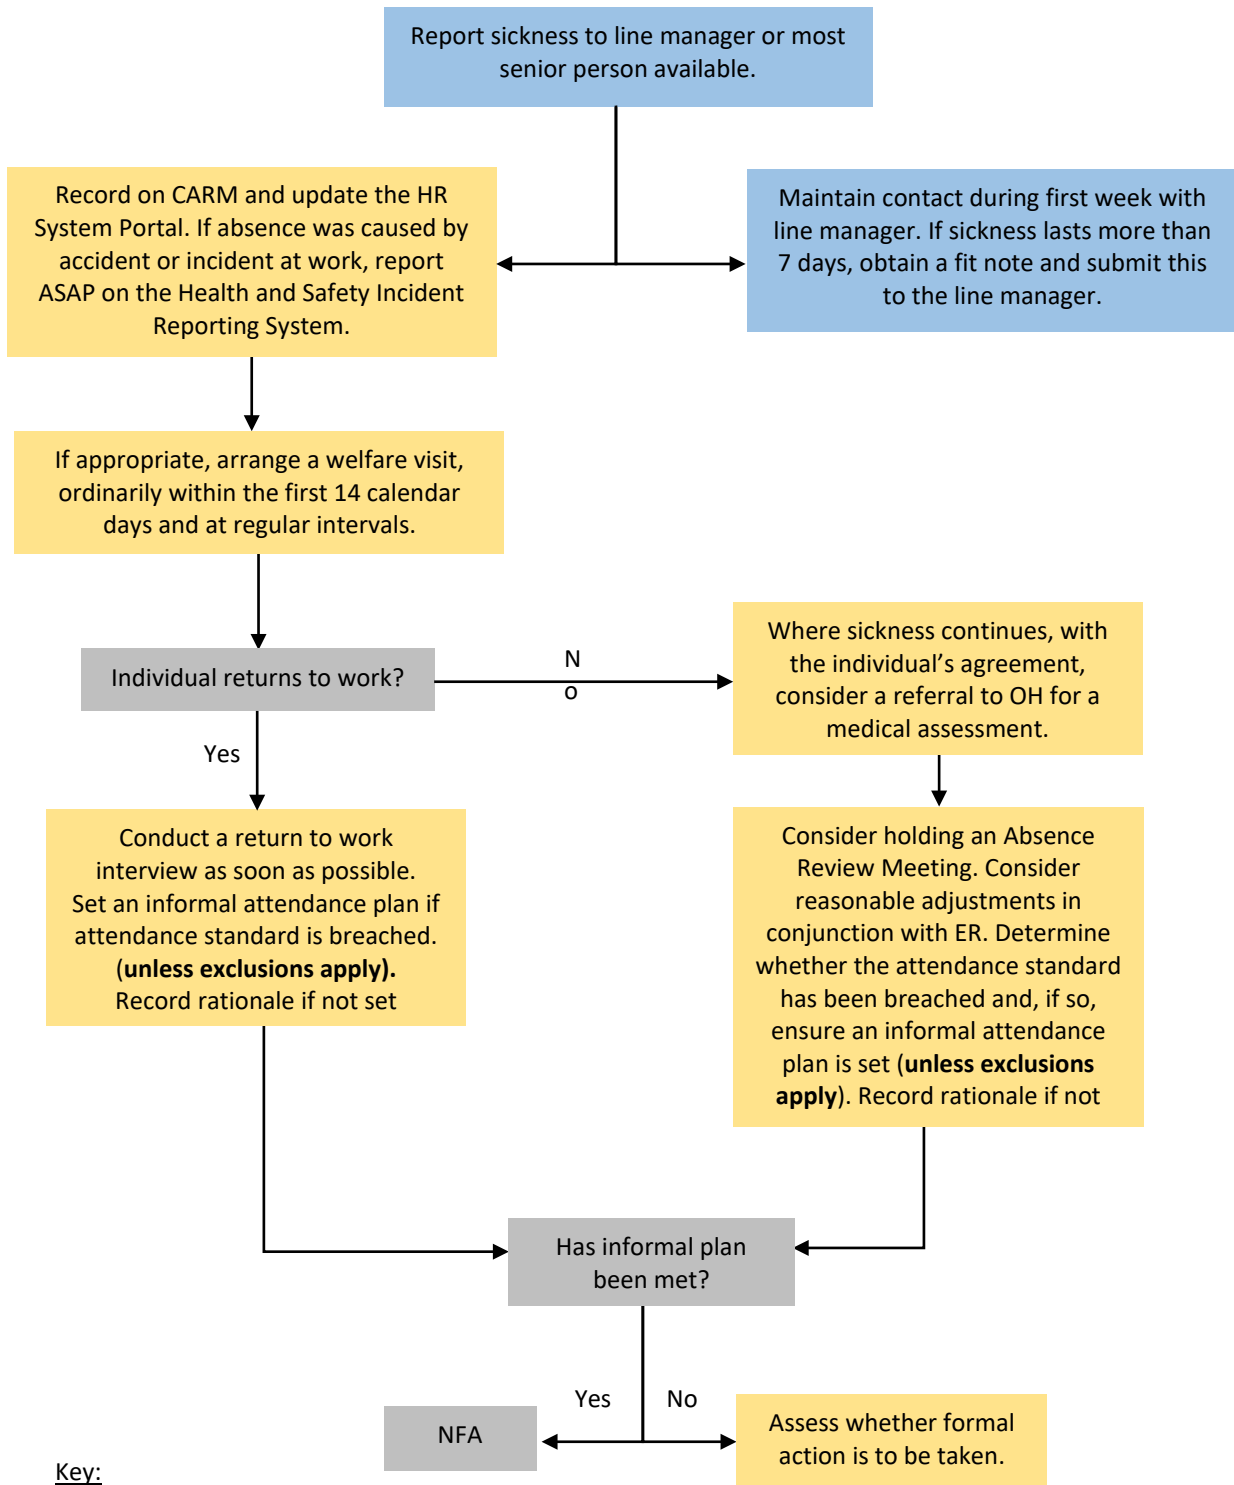 Report sickness to line manager or most
senior person available.
Record on CARM and update the HR
System Portal. If absence was caused by
accident or incident at work, report
ASAP on the Health and Safety Incident
Reporting System.
Maintain contact during first week with
line manager. If sickness lasts more than
7 days, obtain a fit note and submit this
to the line manager.
If appropriate, arrange a welfare visit,
ordinarily within the first 14 calendar
days and at regular intervals.
Individual returns to work?
N
o
Where sickness continues, with
the individual’s agreement,
consider a referral to OH for a
medical assessment.
Yes
Conduct a return to work
interview as soon as possible.
Set an informal attendance plan if
attendance standard is breached.
(unless exclusions apply).
Record rationale if not set
Consider holding an Absence
Review Meeting. Consider
reasonable adjustments in
conjunction with ER. Determine
whether the attendance standard
has been breached and, if so,
ensure an informal attendance
plan is set (unless exclusions
apply). Record rationale if not
Has informal plan
been met?
Yes
No
NFA
Assess whether formal
action is to be taken.
Key: